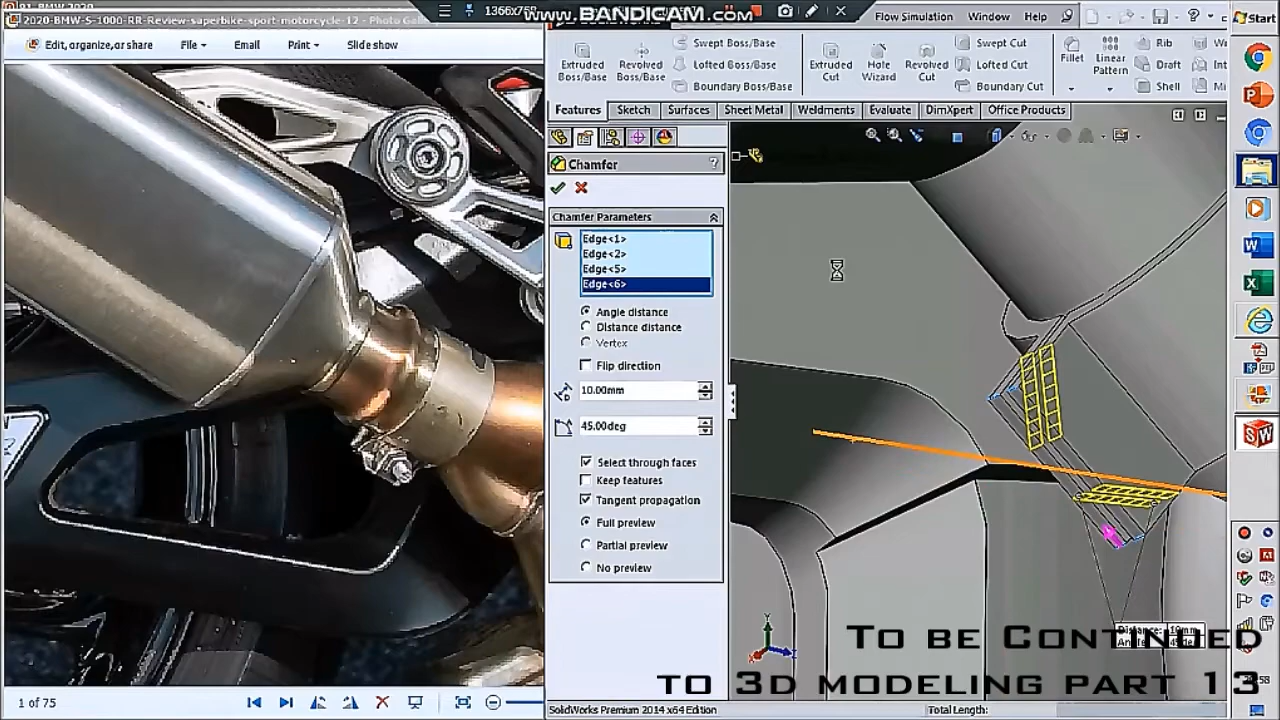 2020-BMW-S-1000-RR-Review-superbike-sport-motorcycle-12 - Photo Gal
1366x768
www.BANDICAM.com
Flow Simulation
Window
Help
Start
Edit, organize,or share
File
Email
Print
Slide show
Extruded Boss/Base
Revolved Boss/Base
Swept Boss/Base
Lofted Boss/Base
Boundary Boss/Base
Extruded Cut
Hole Wizard
Revolved Cut
Swept Cut
Lofted Cut
Boundary Cut
Fillet
Linear Pattern
Rib
Draft
Shell
Features
Sketch
Surfaces
Sheet Metal
Weldments
Evaluate
DimXpert
Office Products
Chamfer
?
Chamfer Parameters
Edge<1>
Edge<2>
Edge<5>
Edge<6>
Angle distance
Distance distance
Vertex
Flip direction
10.00mm
45.00deg
Select through faces
Keep features
Tangent propagation
Full preview
Partial preview
No preview
To be Continued
to 3d modeling part 13
1 of 75
SolidWorks Premium 2014 x64 Edition
Total Length: